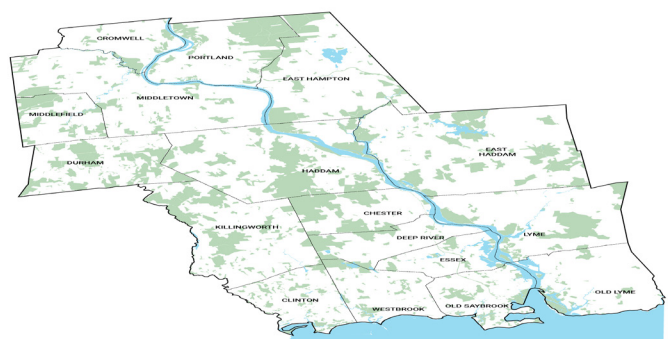 CROMWELL
PORTLAND
EAST HAMPTON
MIDDLETOWN
MIDDLEFIELD
EAST
HADDAM
DURHAM
HADDAM
CHESTER
KILLINGWORTH
LYME
DEEP RIVER
ESSEX
OLD LYME
CLINTON
OLD SAYBROOK
WESTBROOK